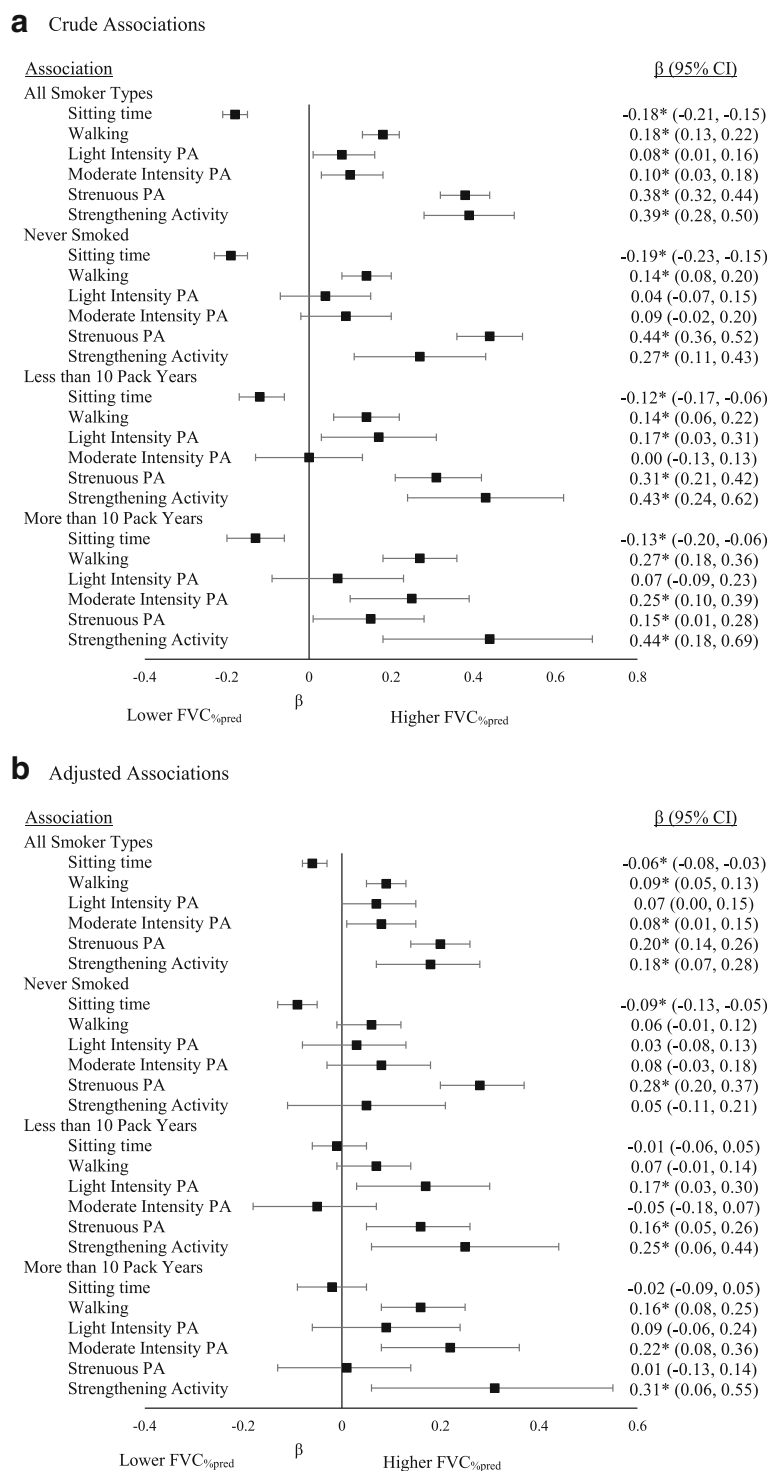 a Crude Associations
Association β (95% CI)
All Smoker Types
Sitting time -0.18* (-0.21, -0.15)
Walking 0.18* (0.13, 0.22)
Light Intensity PA 0.08* (0.01, 0.16)
Moderate Intensity PA 0.10* (0.03, 0.18)
Strenuous PA 0.38* (0.32, 0.44)
Strengthening Activity 0.39* (0.28, 0.50)
Never Smoked
Sitting time -0.19* (-0.23, -0.15)
Walking 0.14* (0.08, 0.20)
Light Intensity PA 0.04 (-0.07, 0.15)
Moderate Intensity PA 0.09 (-0.02, 0.20)
Strenuous PA 0.44* (0.36, 0.52)
Strengthening Activity 0.27* (0.11, 0.43)
Less than 10 Pack Years
Sitting time -0.12* (-0.17, -0.06)
Walking 0.14* (0.06, 0.22)
Light Intensity PA 0.17* (0.03, 0.31)
Moderate Intensity PA 0.00 (-0.13, 0.13)
Strenuous PA 0.31* (0.21, 0.42)
Strengthening Activity 0.43* (0.24, 0.62)
More than 10 Pack Years
Sitting time -0.13* (-0.20, -0.06)
Walking 0.27* (0.18, 0.36)
Light Intensity PA 0.07 (-0.09, 0.23)
Moderate Intensity PA 0.25* (0.10, 0.39)
Strenuous PA 0.15* (0.01, 0.28)
Strengthening Activity 0.44* (0.18, 0.69)
-0.4 -0.2 0 0.2 0.4 0.6 0.8
β
Lower FVC%pred Higher FVC%pred
b Adjusted Associations
Association β (95% CI)
All Smoker Types
Sitting time -0.06* (-0.08, -0.03)
Walking 0.09* (0.05, 0.13)
Light Intensity PA 0.07 (0.00, 0.15)
Moderate Intensity PA 0.08* (0.01, 0.15)
Strenuous PA 0.20* (0.14, 0.26)
Strengthening Activity 0.18* (0.07, 0.28)
Never Smoked
Sitting time -0.09* (-0.13, -0.05)
Walking 0.06 (-0.01, 0.12)
Light Intensity PA 0.03 (-0.08, 0.13)
Moderate Intensity PA 0.08 (-0.03, 0.18)
Strenuous PA 0.28* (0.20, 0.37)
Strengthening Activity 0.05 (-0.11, 0.21)
Less than 10 Pack Years
Sitting time -0.01 (-0.06, 0.05)
Walking 0.07 (-0.01, 0.14)
Light Intensity PA 0.17* (0.03, 0.30)
Moderate Intensity PA -0.05 (-0.18, 0.07)
Strenuous PA 0.16* (0.05, 0.26)
Strengthening Activity 0.25* (0.06, 0.44)
More than 10 Pack Years
Sitting time -0.02 (-0.09, 0.05)
Walking 0.16* (0.08, 0.25)
Light Intensity PA 0.09 (-0.06, 0.24)
Moderate Intensity PA 0.22* (0.08, 0.36)
Strenuous PA 0.01 (-0.13, 0.14)
Strengthening Activity 0.31* (0.06, 0.55)
-0.4 -0.2 0 0.2 0.4 0.6
β
Lower FVC%pred Higher FVC%pred